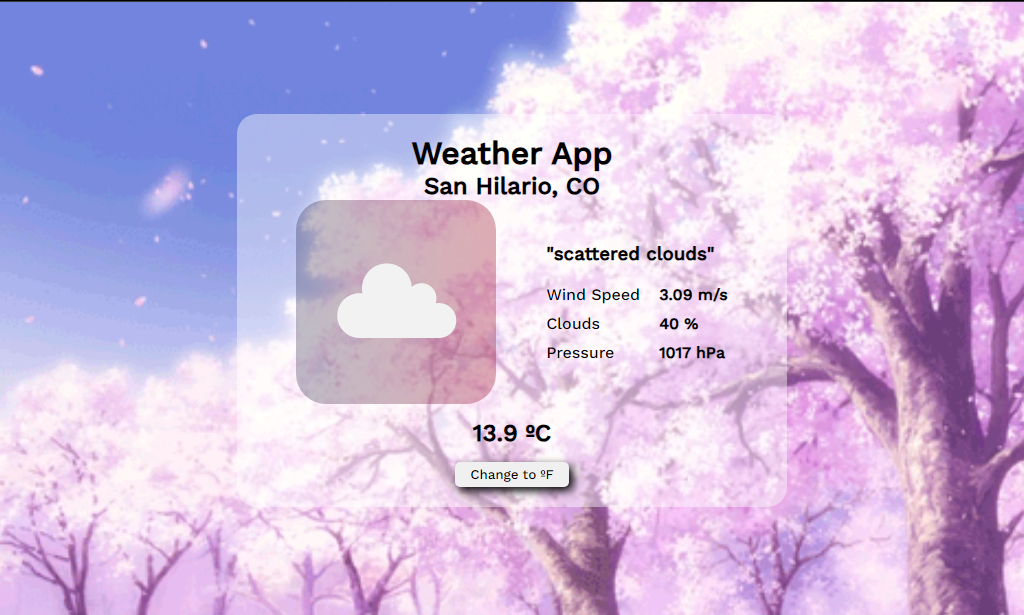 Weather App
San Hilario, CO
"scattered clouds"
Wind Speed 3.09 m/s
Clouds 40 %
Pressure 1017 hPa
13.9 ºC
Change to ºF